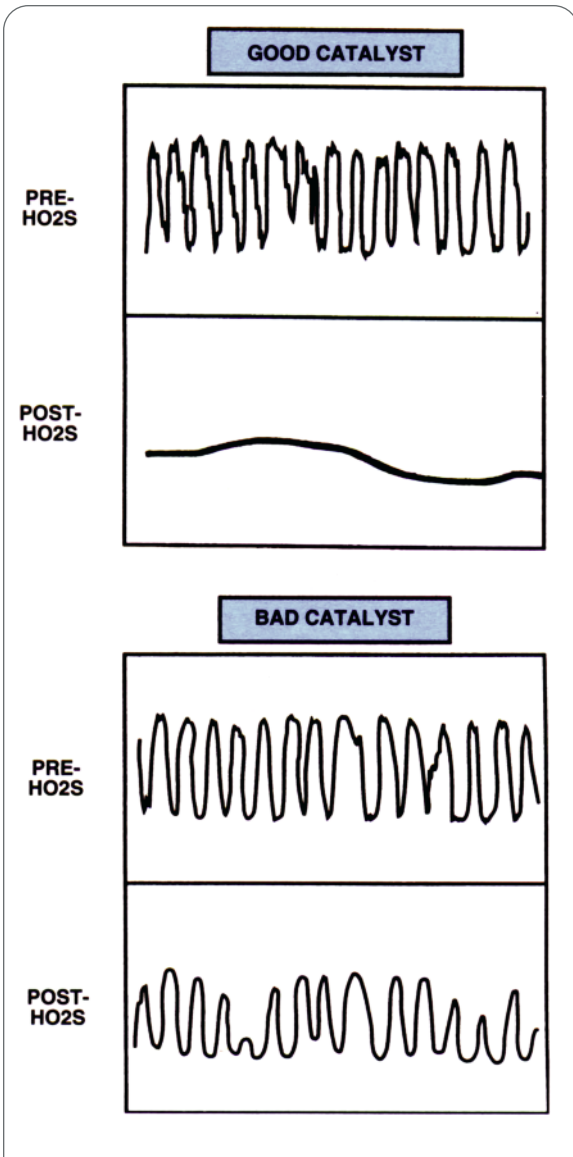 GOOD CATALYST
PRE-
HO2S
POST-
HO2S
BAD CATALYST
PRE-
HO2S
POST-
HO2S